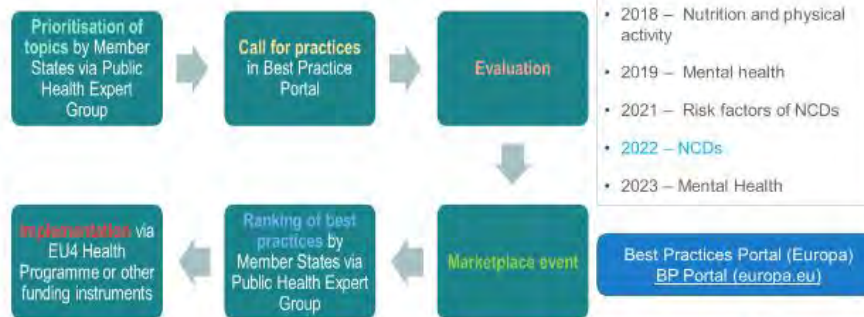 Prioritisation of
topics by Member
States via Public
Health Expert
Group
Call for practices
in Best Practice
Portal
Evaluation
• 2018 – Nutrition and physical
activity
• 2019 – Mental health
• 2021 – Risk factors of NCDs
• 2022 – NCDs
• 2023 – Mental Health
Implementation via
EU4 Health
Programme or other
funding instruments
Ranking of best
practices by
Member States via
Public Health Expert
Group
Marketplace event
Best Practices Portal (Europa)
BP Portal (europa.eu)